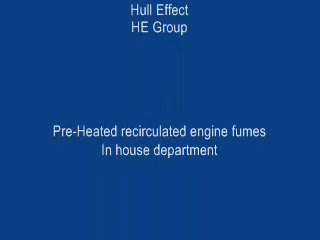 Hull Effect
HE Group
Pre-Heated recirculated engine fumes
In house department